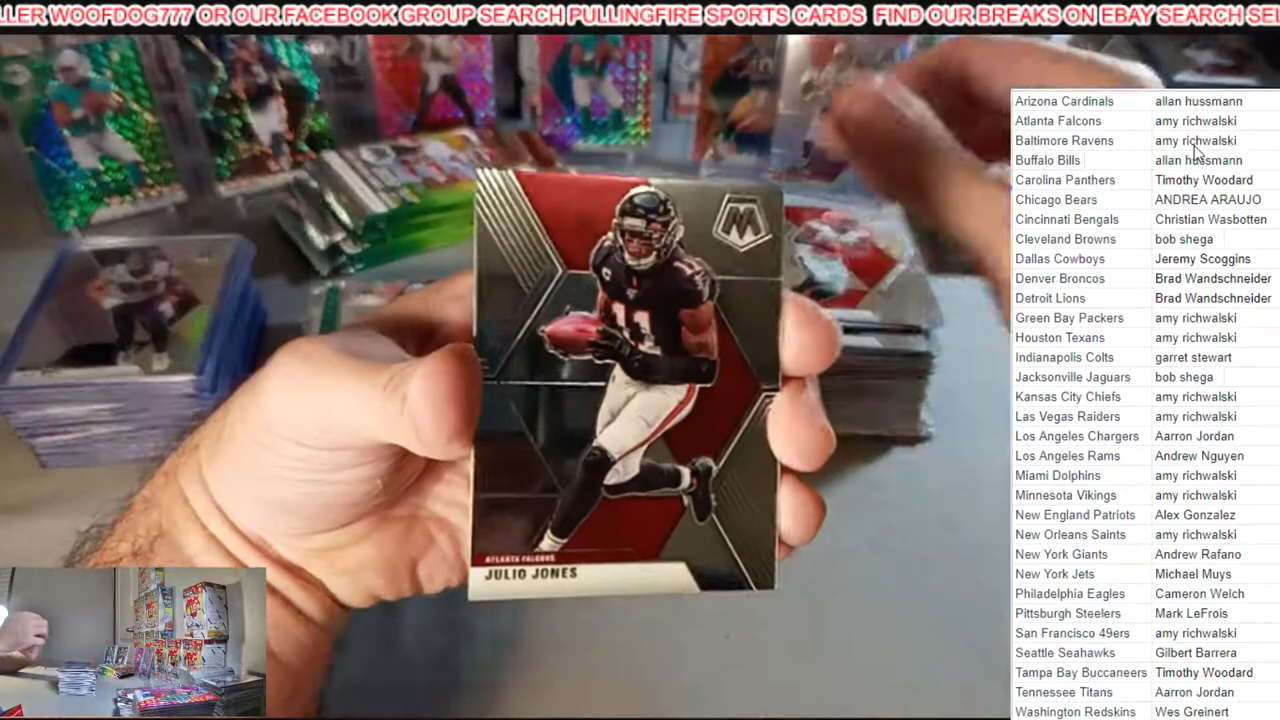 LLER WOOFDOG777 OR OUR FACEBOOK GROUP SEARCH PULLINGFIRE SPORTS CARDS FIND OUR BREAKS ON EBAY SEARCH SEL
Arizona Cardinals allan hussmann
Atlanta Falcons amy richwalski
Baltimore Ravens amy richwalski
Buffalo Bills allan hussmann
Carolina Panthers Timothy Woodard
Chicago Bears ANDREA ARAUJO
Cincinnati Bengals Christian Wasbotten
Cleveland Browns bob shega
Dallas Cowboys Jeremy Scoggins
Denver Broncos Brad Wandschneider
Detroit Lions Brad Wandschneider
Green Bay Packers amy richwalski
Houston Texans amy richwalski
Indianapolis Colts garret stewart
Jacksonville Jaguars bob shega
Kansas City Chiefs amy richwalski
Las Vegas Raiders amy richwalski
Los Angeles Chargers Aarron Jordan
Los Angeles Rams Andrew Nguyen
Miami Dolphins amy richwalski
Minnesota Vikings amy richwalski
New England Patriots Alex Gonzalez
New Orleans Saints amy richwalski
New York Giants Andrew Rafano
New York Jets Michael Muys
Philadelphia Eagles Cameron Welch
Pittsburgh Steelers Mark LeFrois
San Francisco 49ers amy richwalski
Seattle Seahawks Gilbert Barrera
Tampa Bay Buccaneers Timothy Woodard
Tennessee Titans Aarron Jordan
Washington Redskins Wes Greinert
M
11
11
ATLANTA FALCONS
JULIO JONES